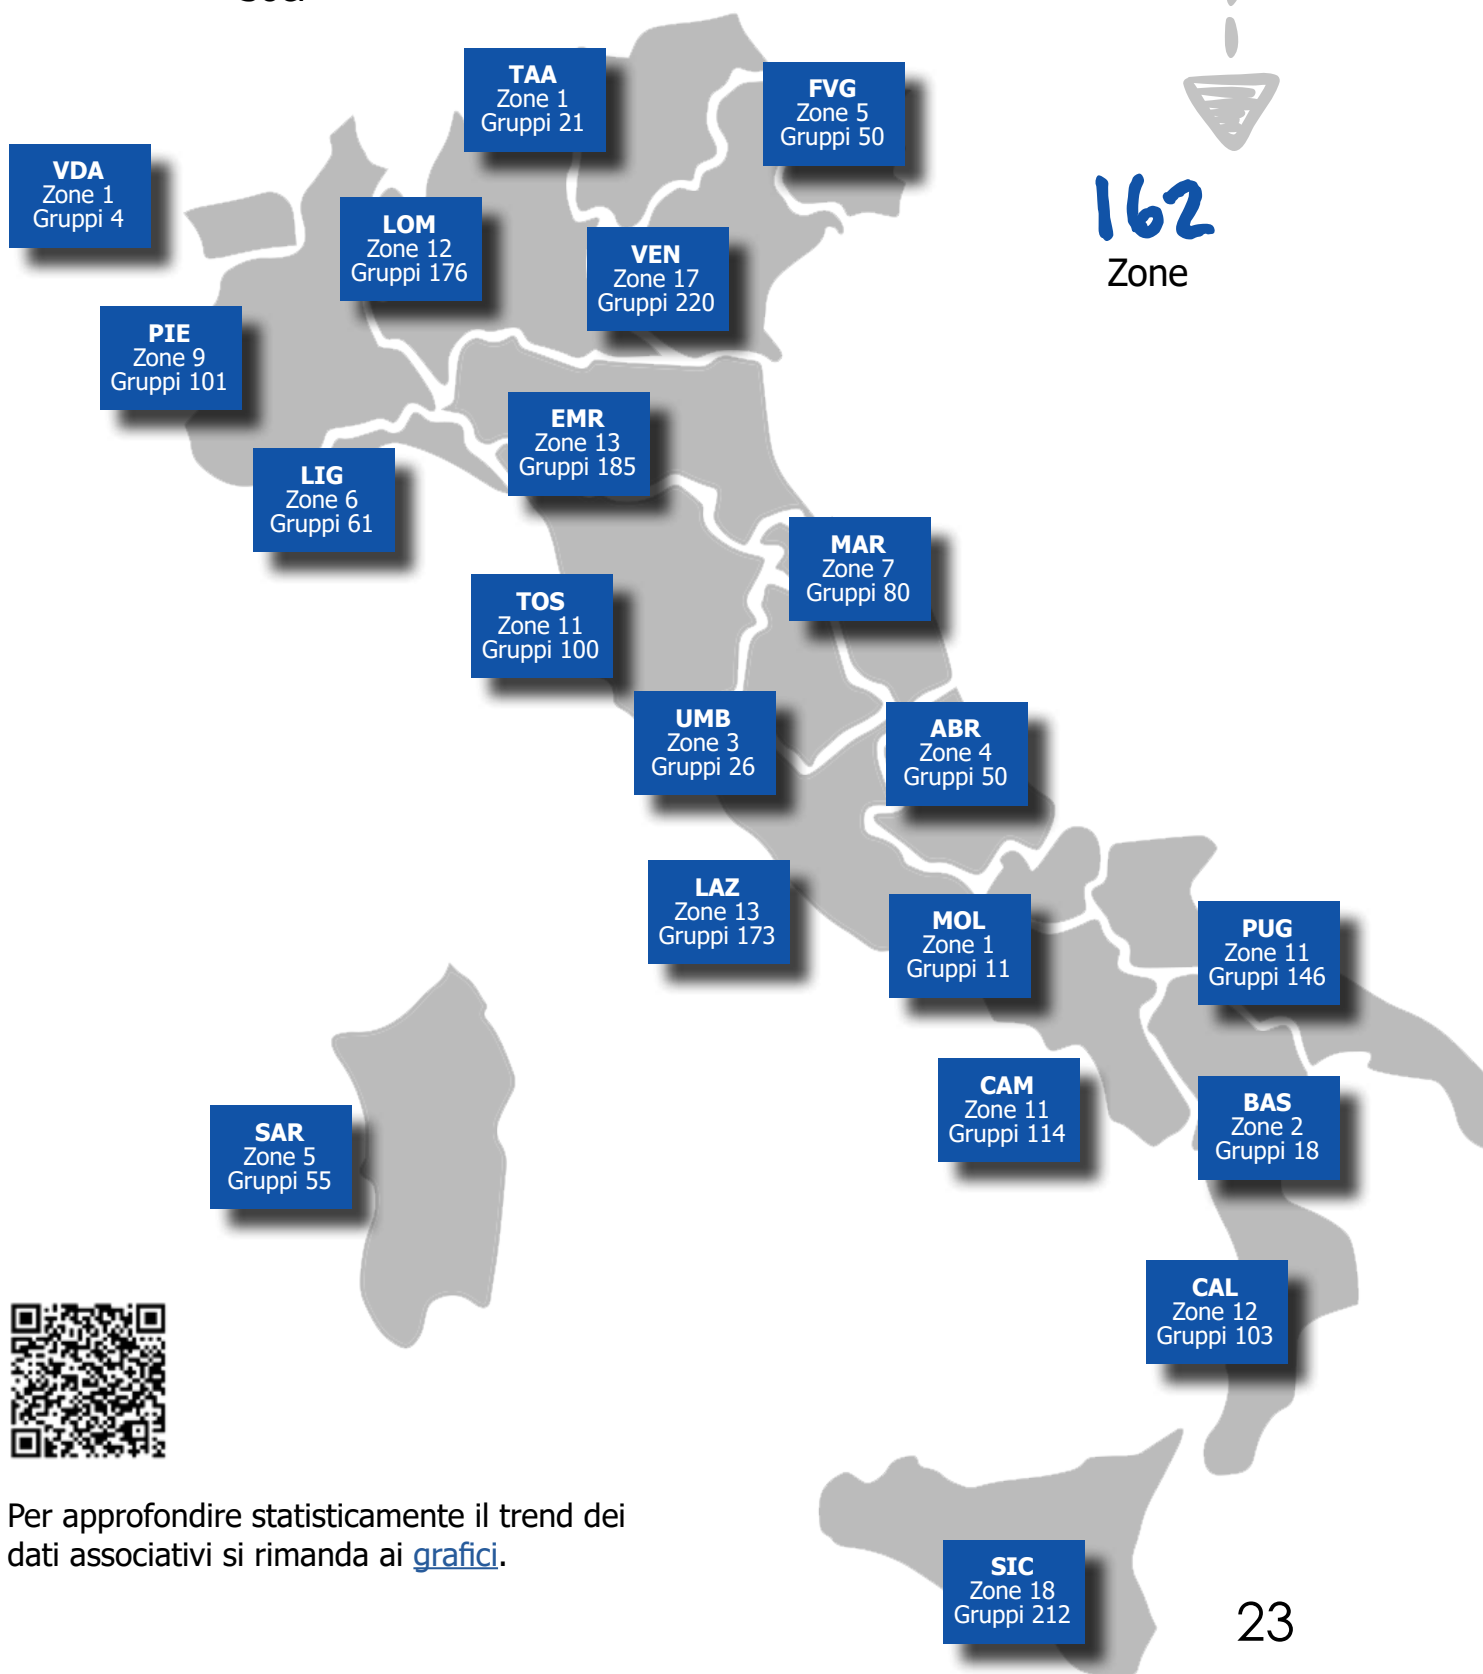 TAA
Zone 1
Gruppi 21
FVG
Zone 5
Gruppi 50
VDA
Zone 1
Gruppi 4
162
Zone
LOM
Zone 12
Gruppi 176
VEN
Zone 17
Gruppi 220
PIE
Zone 9
Gruppi 101
EMR
Zone 13
Gruppi 185
LIG
Zone 6
Gruppi 61
MAR
Zone 7
Gruppi 80
TOS
Zone 11
Gruppi 100
UMB
Zone 3
Gruppi 26
ABR
Zone 4
Gruppi 50
LAZ
Zone 13
Gruppi 173
MOL
Zone 1
Gruppi 11
PUG
Zone 11
Gruppi 146
CAM
Zone 11
Gruppi 114
BAS
Zone 2
Gruppi 18
SAR
Zone 5
Gruppi 55
CAL
Zone 12
Gruppi 103
Per approfondire statisticamente il trend dei
dati associativi si rimanda ai grafici.
SIC
Zone 18
Gruppi 212
23